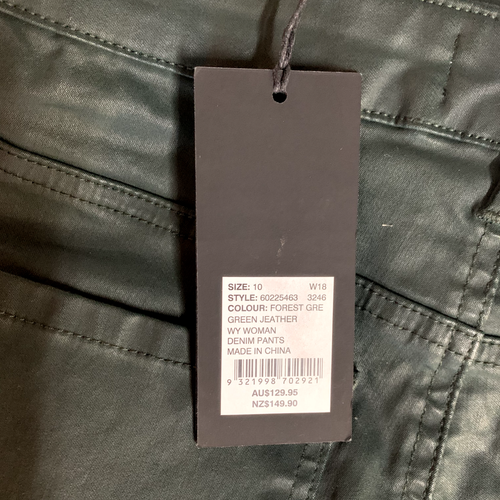 SIZE: 10 W18
STYLE: 60225463 3246
COLOUR: FOREST GRE
GREEN JEATHER
WY WOMAN
DENIM PANTS
MADE IN CHINA
9 321998 702921
AU$129.95
NZ$149.90